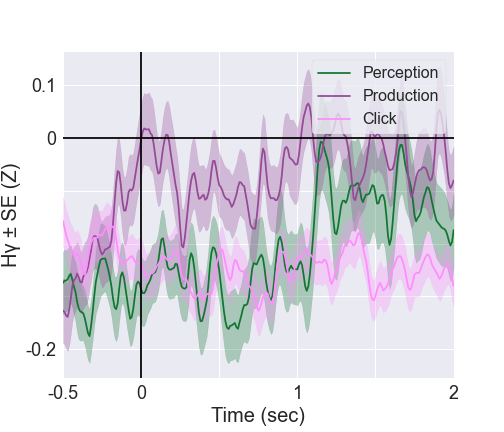 Perception
Production
Click
0.1
0
-0.2
Hγ ± SE (Z)
-0.5
0
1
2
Time (sec)